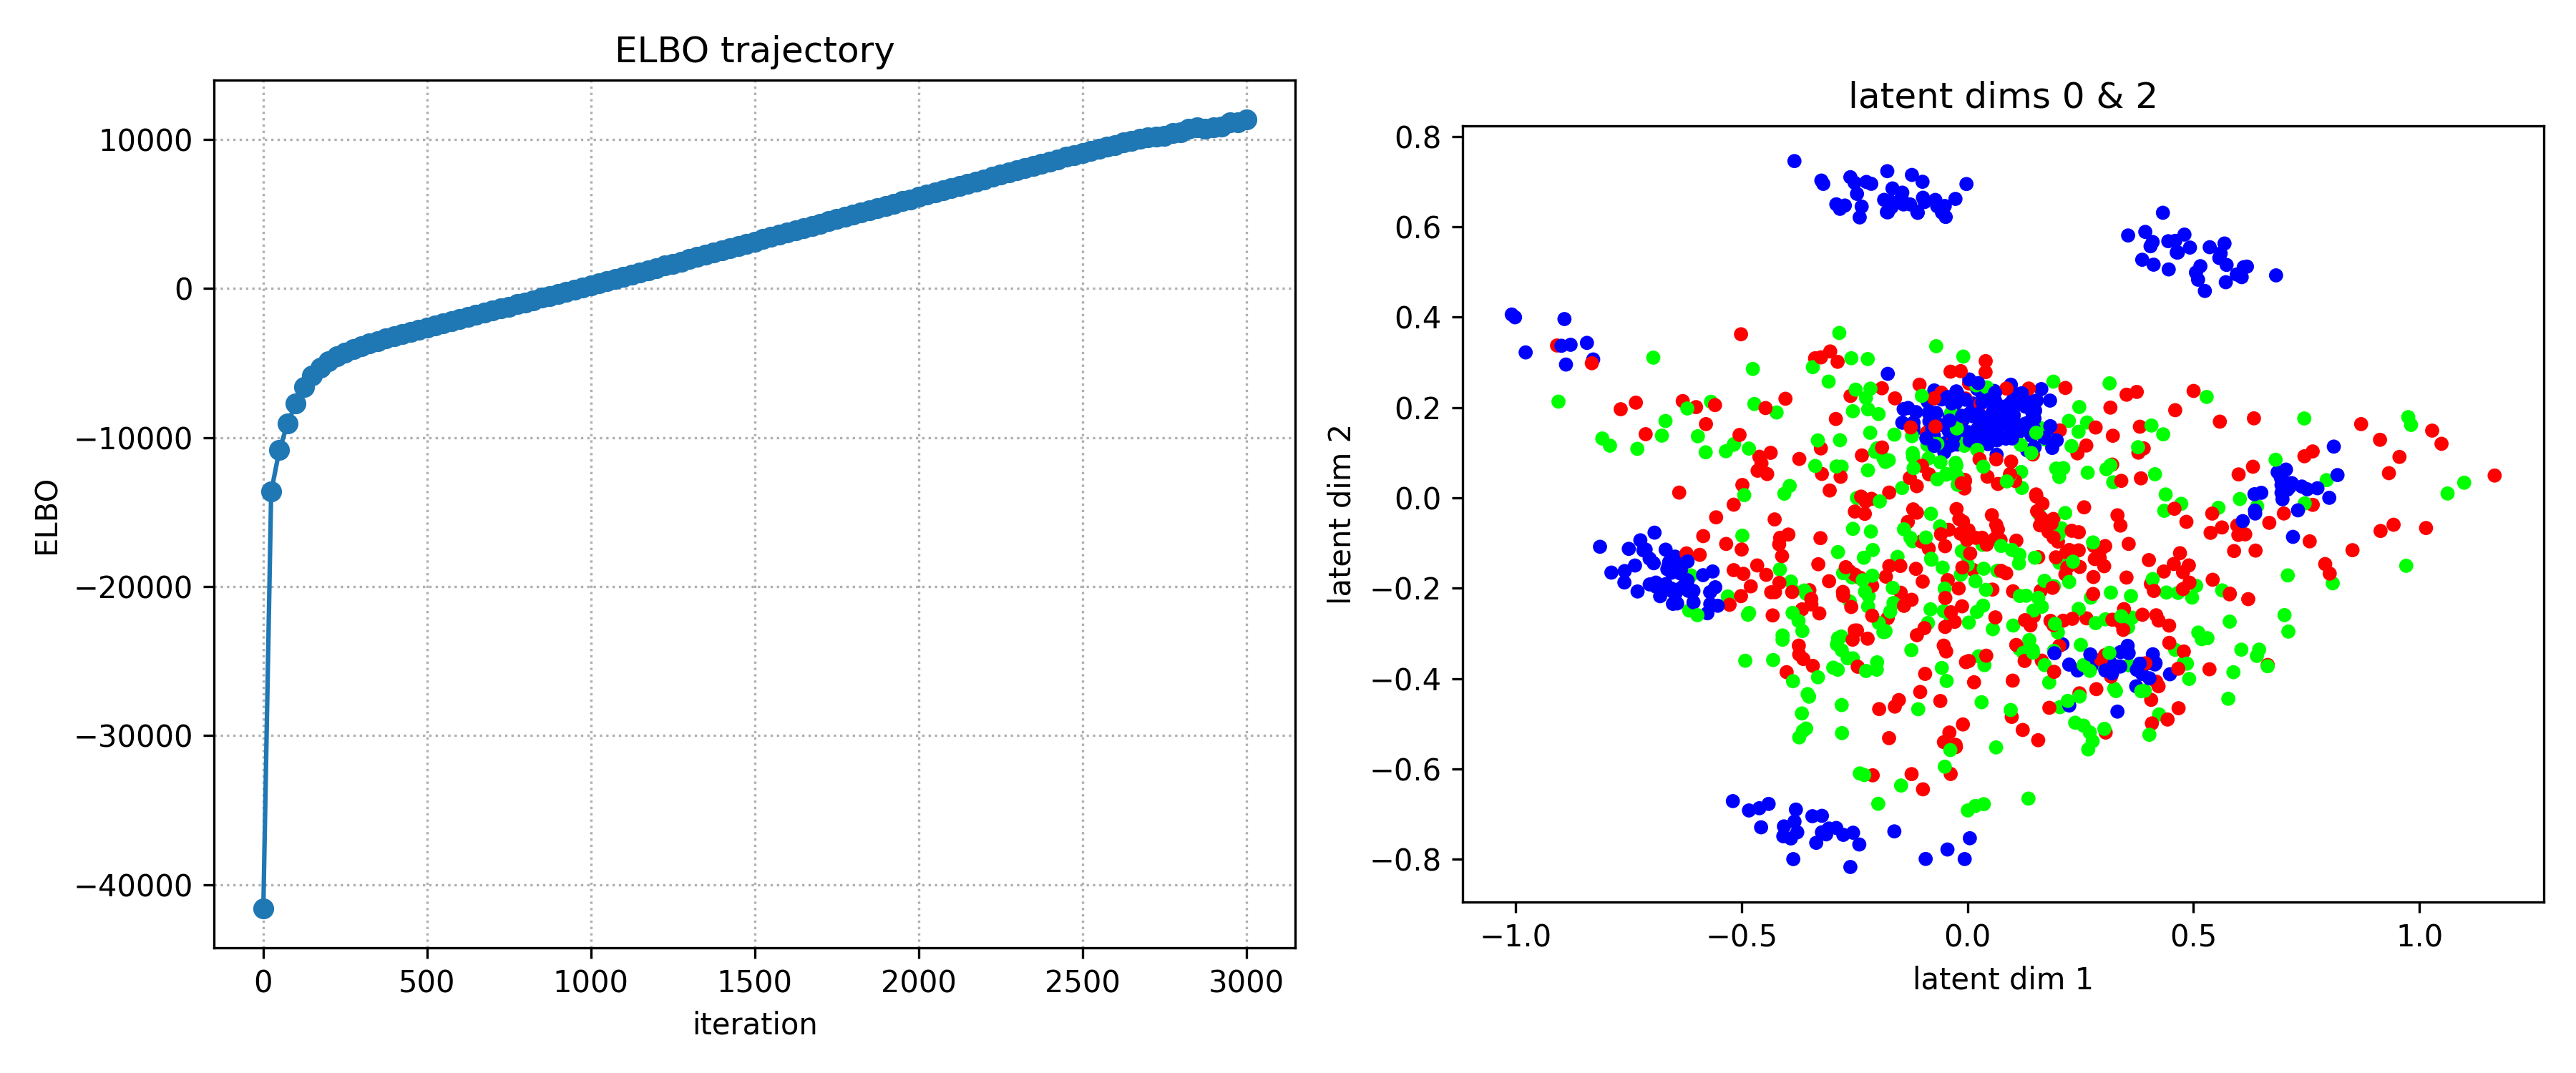 ELBO trajectory
10000
0
−10000
−20000
−30000
−40000
ELBO
0 500 1000 1500 2000 2500 3000
iteration
latent dims 0 & 2
0.8
0.6
0.4
0.2
0.0
−0.2
−0.4
−0.6
−0.8
latent dim 2
−1.0 −0.5 0.0 0.5 1.0
latent dim 1